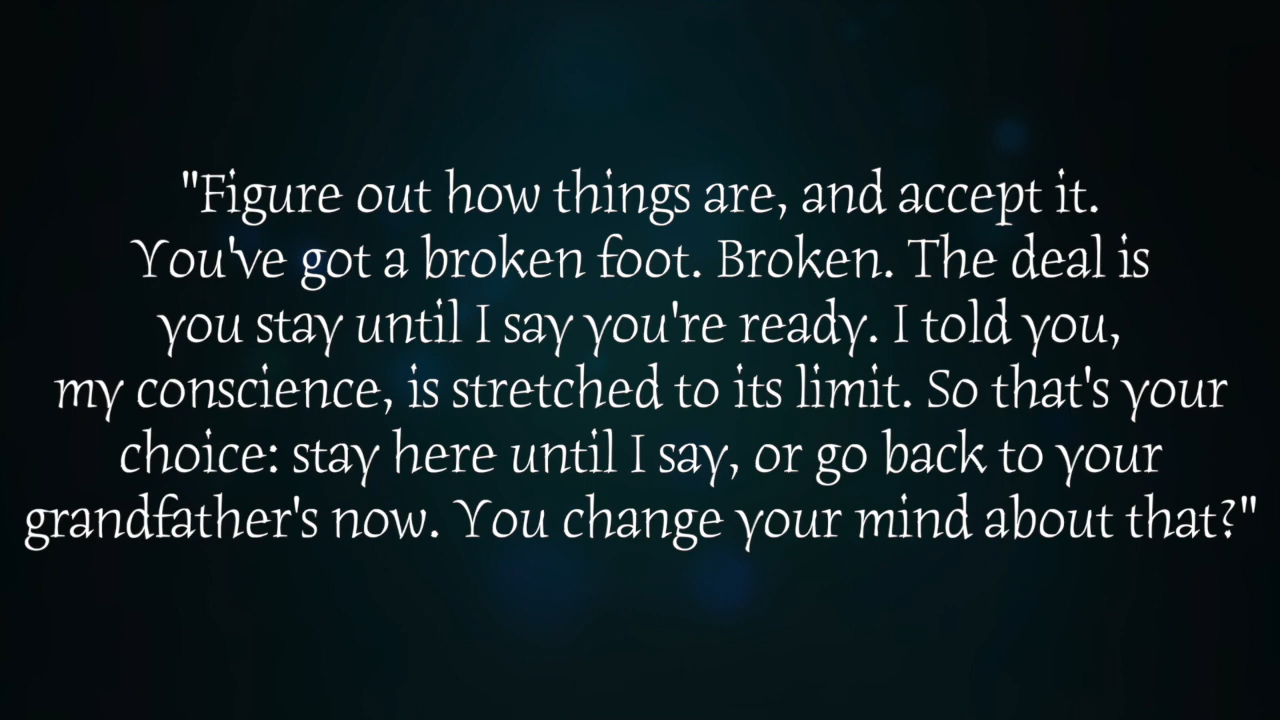 "Figure out how things are, and accept it.
You've got a broken foot. Broken. The deal is
you stay until I say you're ready. I told you,
my conscience, is stretched to its limit. So that's your
choice: stay here until I say, or go back to your
grandfather's now. You change your mind about that?"